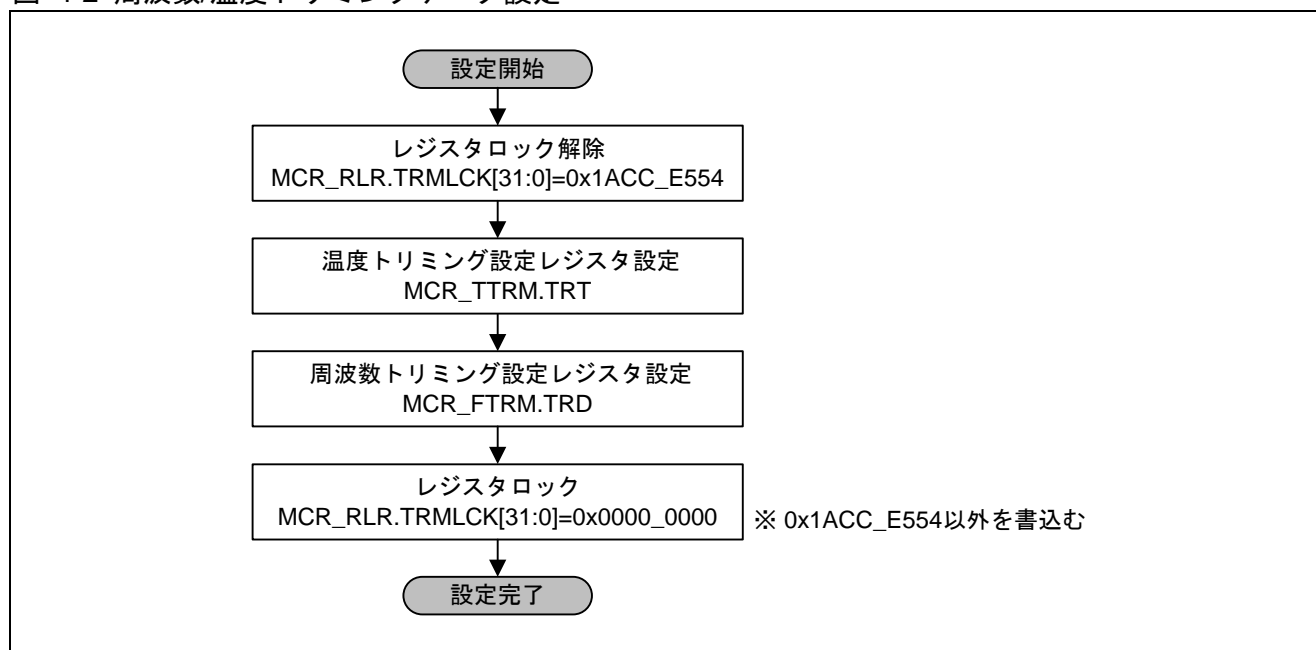 設定開始
レジスタロック解除
MCR_RLR.TRMLCK[31:0]=0x1ACC_E554
温度トリミング設定レジスタ設定
MCR_TTRM.TRT
周波数トリミング設定レジスタ設定
MCR_FTRM.TRD
レジスタロック
MCR_RLR.TRMLCK[31:0]=0x0000_0000
※ 0x1ACC_E554以外を書込む
設定完了